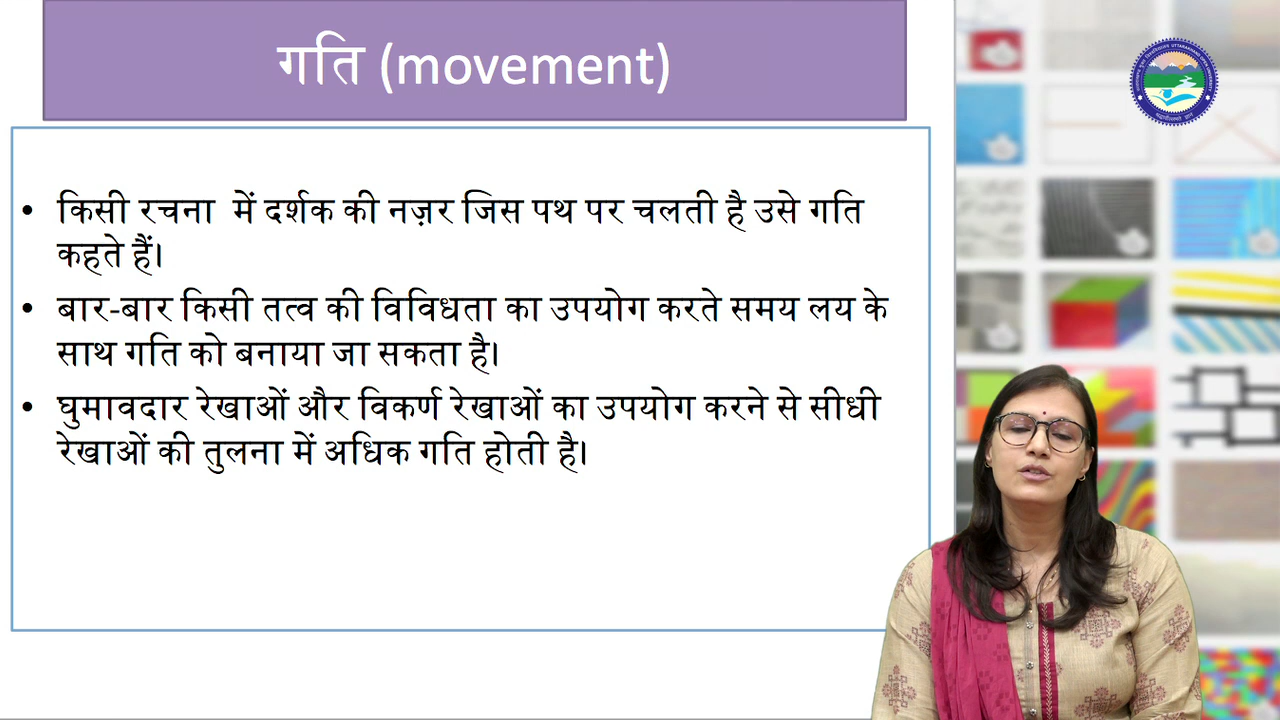 गति (movement)
• किसी रचना में दर्शक की नज़र जिस पथ पर चलती है उसे गति
कहते हैं।
• बार-बार किसी तत्व की विविधता का उपयोग करते समय लय के
साथ गति को बनाया जा सकता है।
• घुमावदार रेखाओं और विकर्ण रेखाओं का उपयोग करने से सीधी
रेखाओं की तुलना में अधिक गति होती है।